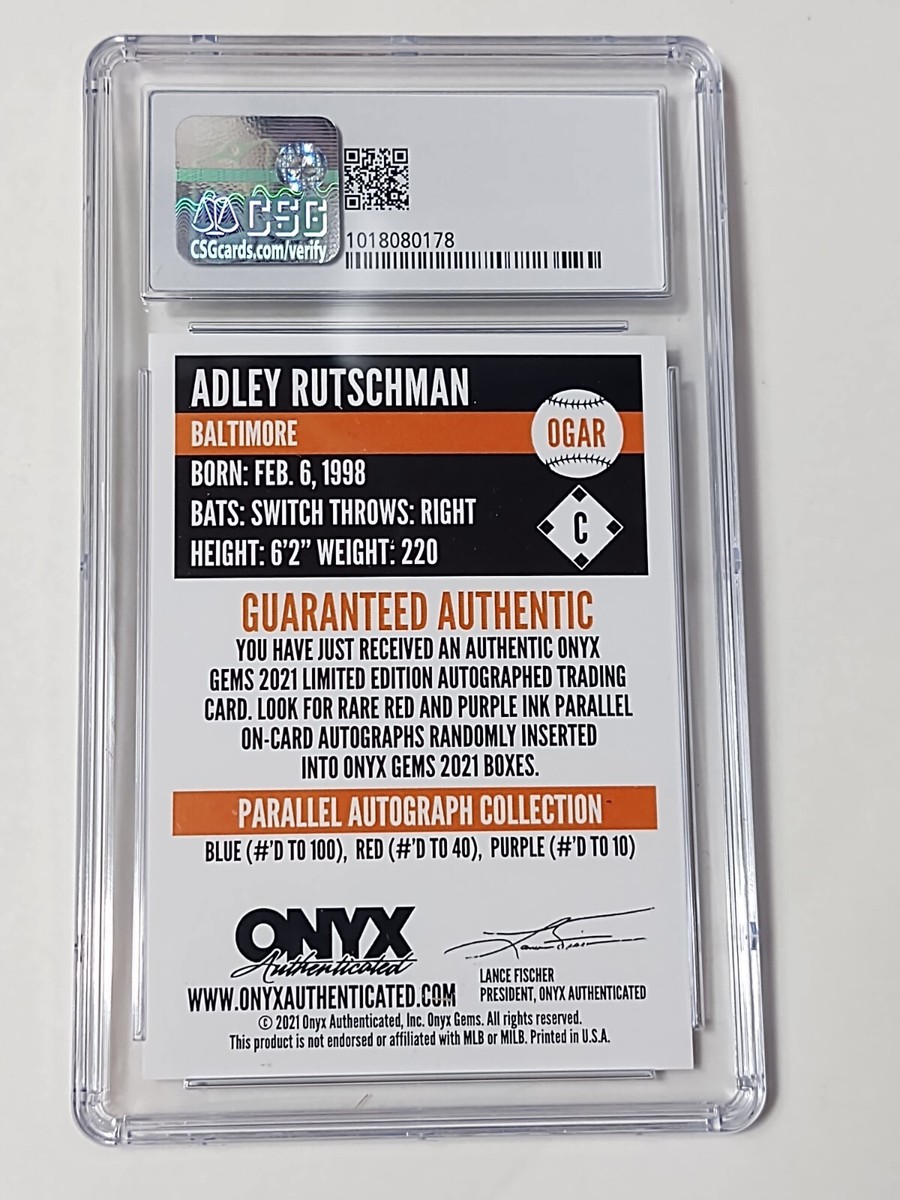 CSG
CSGcards.com/verify
1018080178
ADLEY RUTSCHMAN
BALTIMORE
OGAR
BORN: FEB. 6, 1998
BATS: SWITCH THROWS: RIGHT
C
HEIGHT: 6'2" WEIGHT: 220
GUARANTEED AUTHENTIC
YOU HAVE JUST RECEIVED AN AUTHENTIC ONYX
GEMS 2021 LIMITED EDITION AUTOGRAPHED TRADING
CARD. LOOK FOR RARE RED AND PURPLE INK PARALLEL
ON-CARD AUTOGRAPHS RANDOMLY INSERTED
INTO ONYX GEMS 2021 BOXES.
PARALLEL AUTOGRAPH COLLECTION
BLUE (#'D TO 100), RED (#'D TO 40), PURPLE (#'D TO 10)
ONYX
Authenticated
WWW.ONYXAUTHENTICATED.COM
LANCE FISCHER
PRESIDENT, ONYX AUTHENTICATED
© 2021 Onyx Authenticated, Inc. Onyx Gems. All rights reserved.
This product is not endorsed or affiliated with MLB or MILB. Printed in U.S.A.